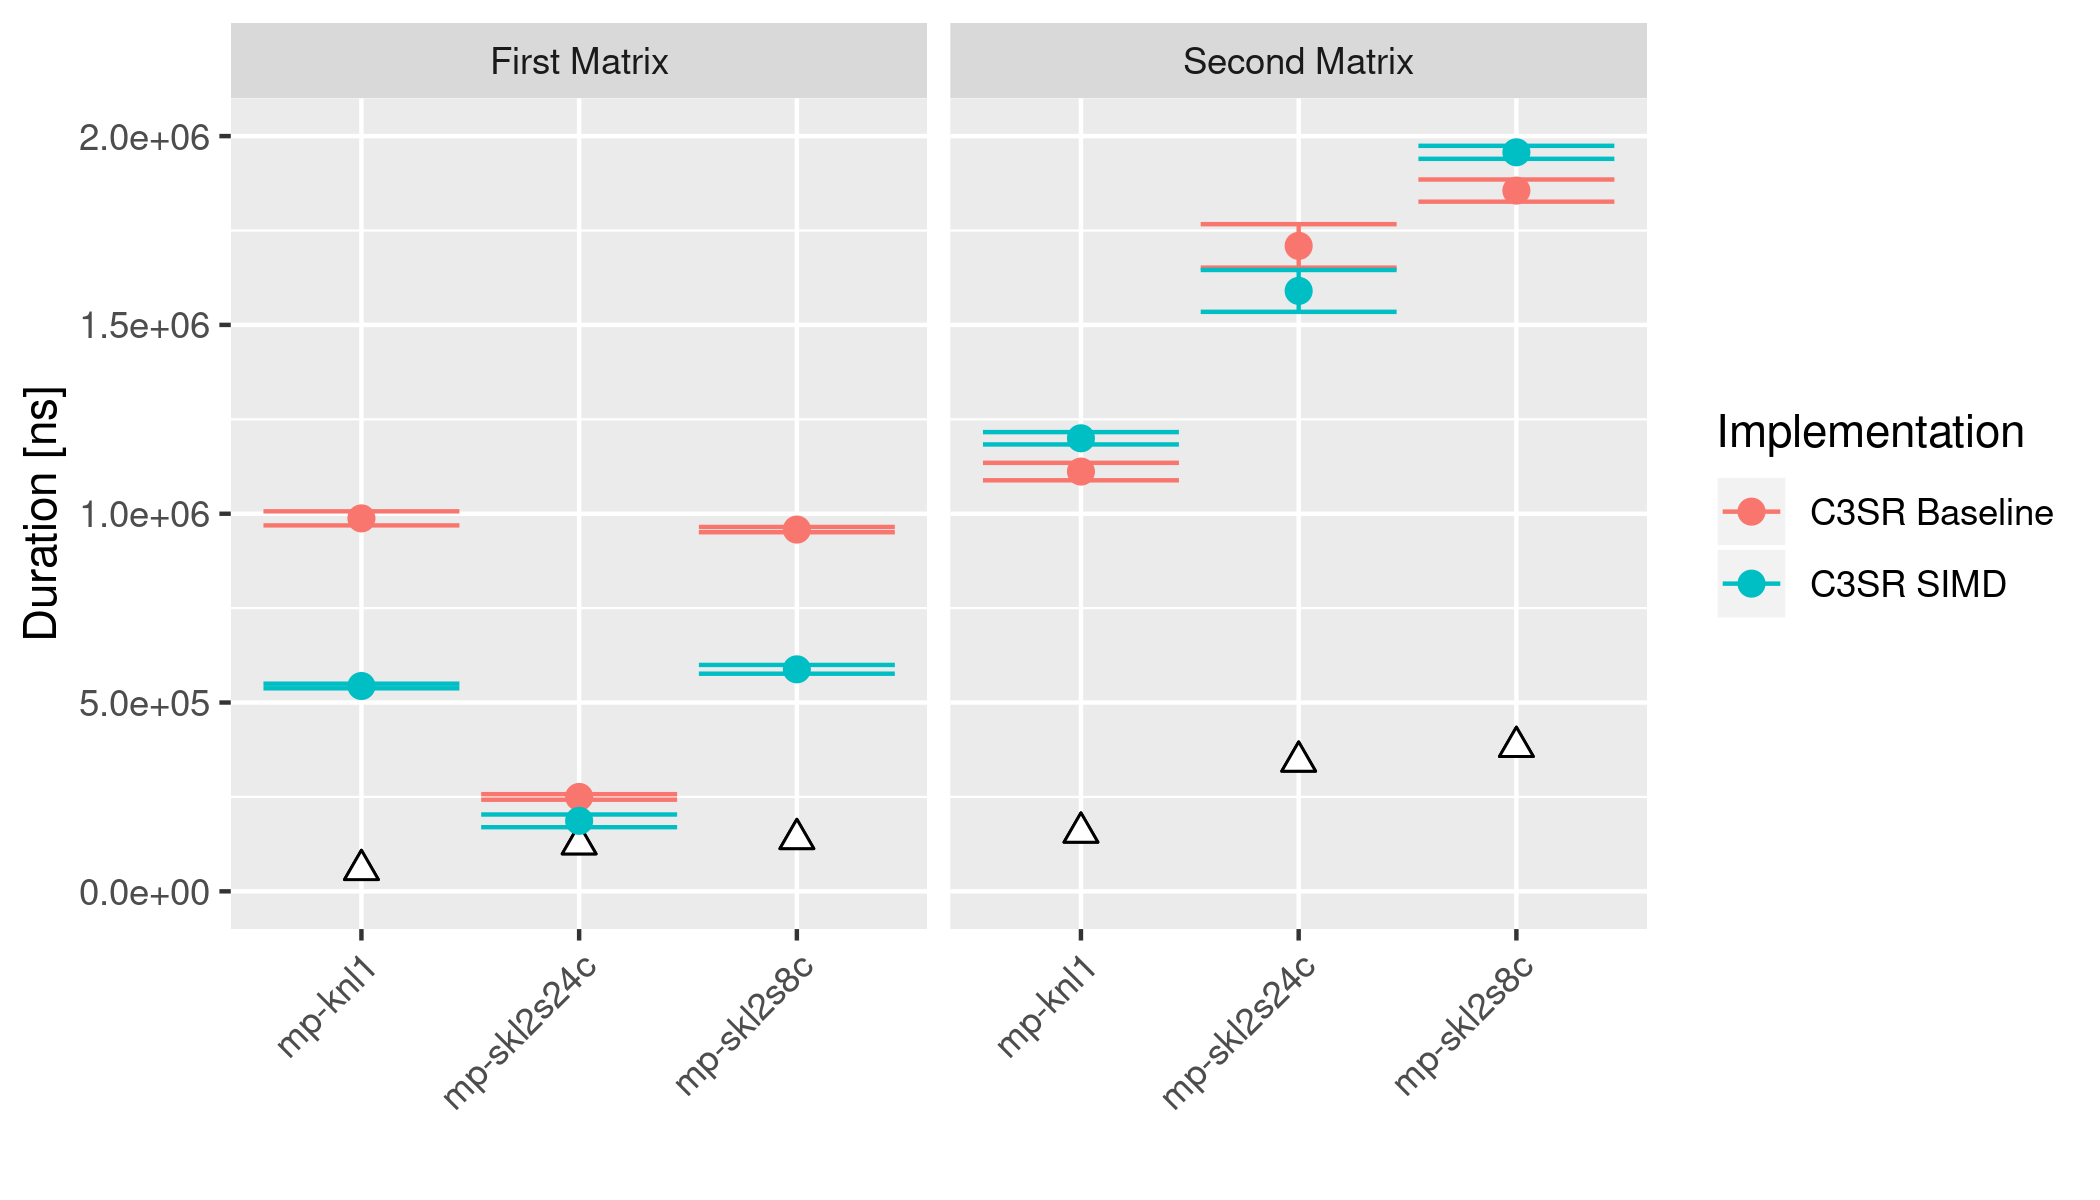 First Matrix
Second Matrix
Duration [ns]
2.0e+06
1.5e+06
1.0e+06
5.0e+05
0.0e+00
mp-knl1
mp-skl2s24c
mp-skl2s8c
mp-knl1
mp-skl2s24c
mp-skl2s8c
Implementation
C3SR Baseline
C3SR SIMD